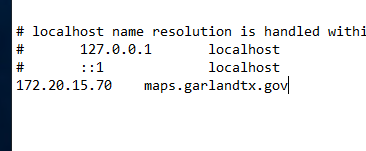 # localhost name resolution is handled withi
# 127.0.0.1 localhost
# ::1 localhost
172.20.15.70 maps.garlandtx.gov